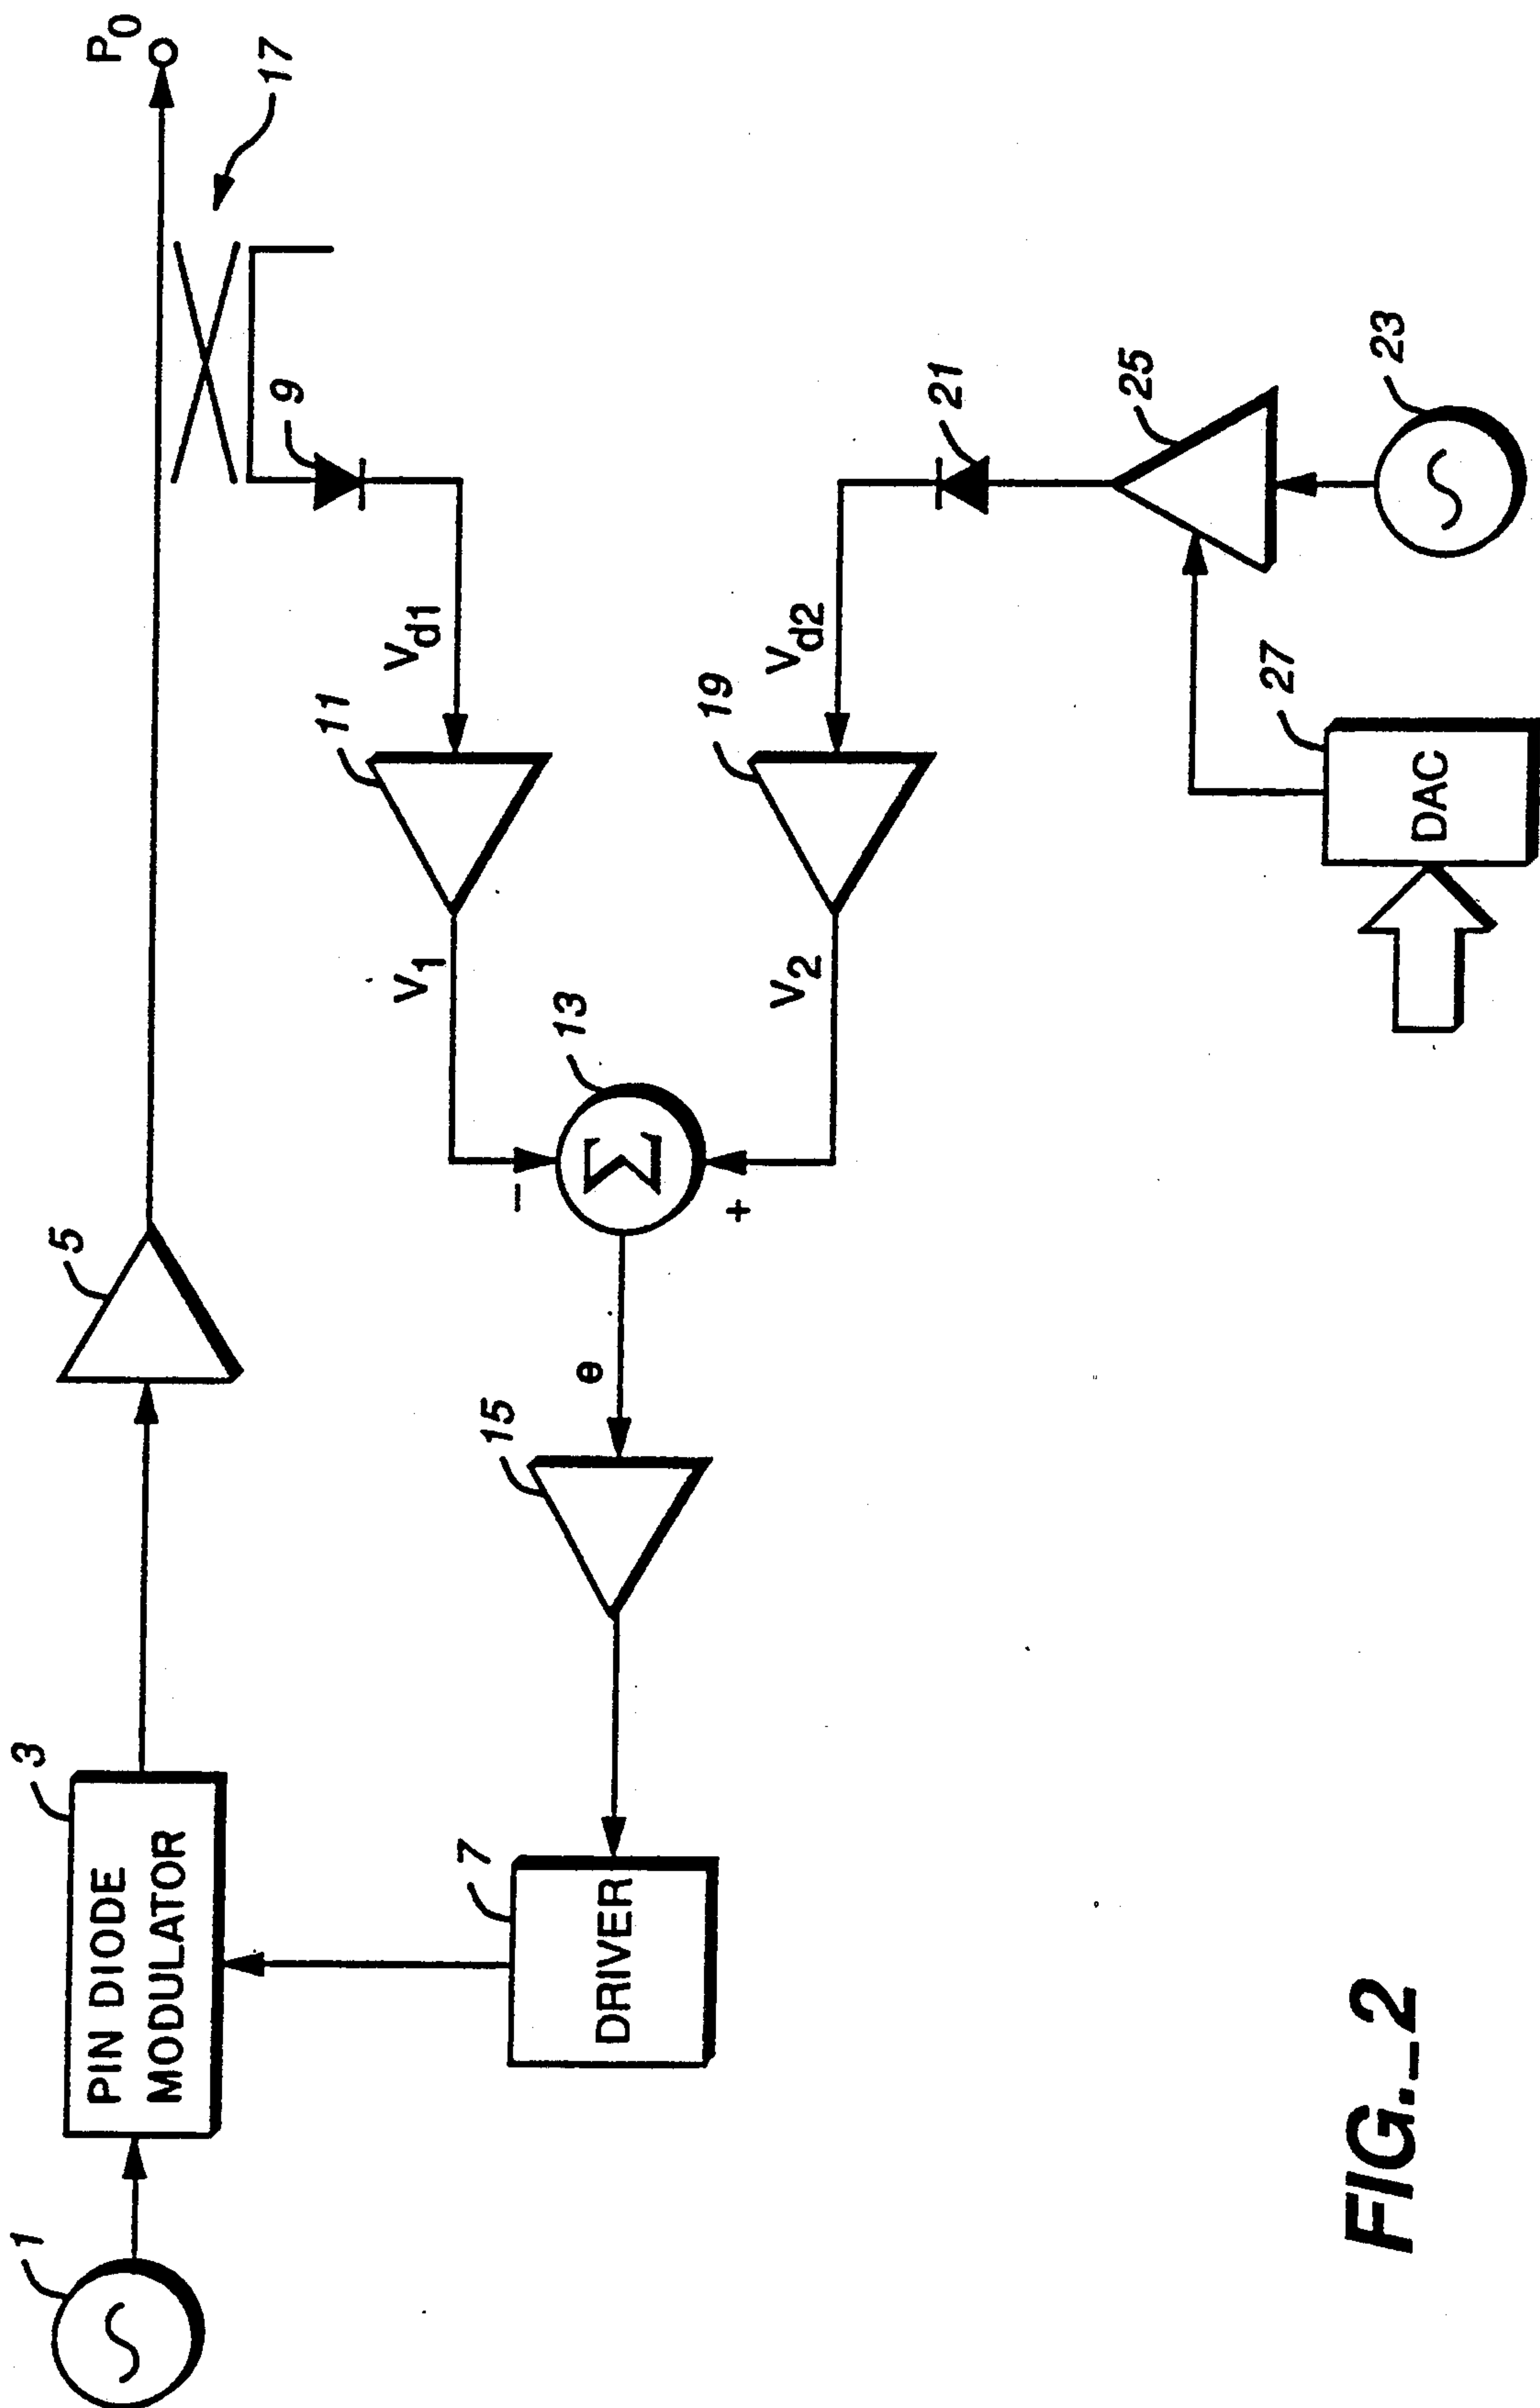 1
PIN DIODE
MODULATOR
3
5
P0
17
9
Vd1
11
V1
-
13
Σ
+
e
15
7
DRIVER
V2
19
Vd2
21
25
23
27
DAC
FIG._2